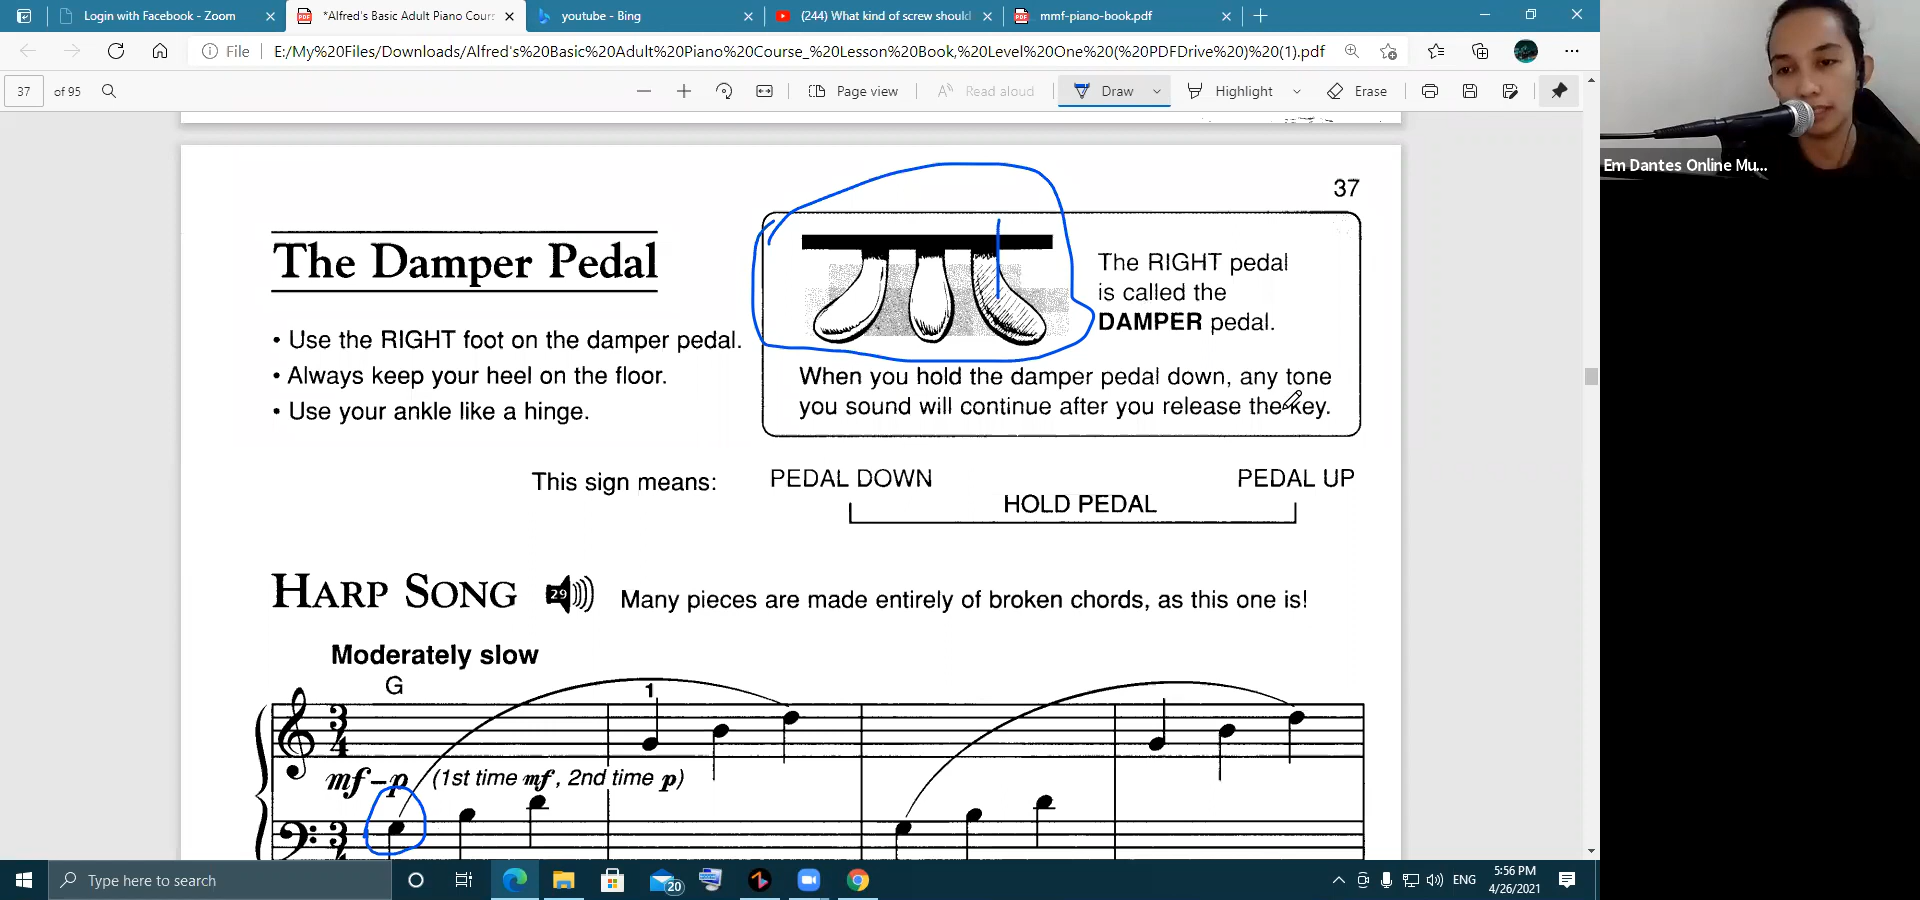 Login with Facebook - Zoom
*Alfred's Basic Adult Piano Cours
youtube - Bing
(244) What kind of screw should
mmf-piano-book.pdf
File
E:/My%20Files/Downloads/Alfred's%20Basic%20Adult%20Piano%20Course_%20Lesson%20Book,%20Level%20One%20(%20PDFDrive%20)%20(1).pdf
37
of 95
Page view
Read aloud
Draw
Highlight
Erase
Em Dantes Online Mu...
37
The Damper Pedal
The RIGHT pedal
is called the
DAMPER pedal.
• Use the RIGHT foot on the damper pedal.
• Always keep your heel on the floor.
• Use your ankle like a hinge.
When you hold the damper pedal down, any tone
you sound will continue after you release the key.
This sign means:
PEDAL DOWN
PEDAL UP
HOLD PEDAL
HARP SONG
29
Many pieces are made entirely of broken chords, as this one is!
Moderately slow
G
1
3
4
mf-p (1st time mf, 2nd time p)
3
Type here to search
20
ENG
5:56 PM
4/26/2021